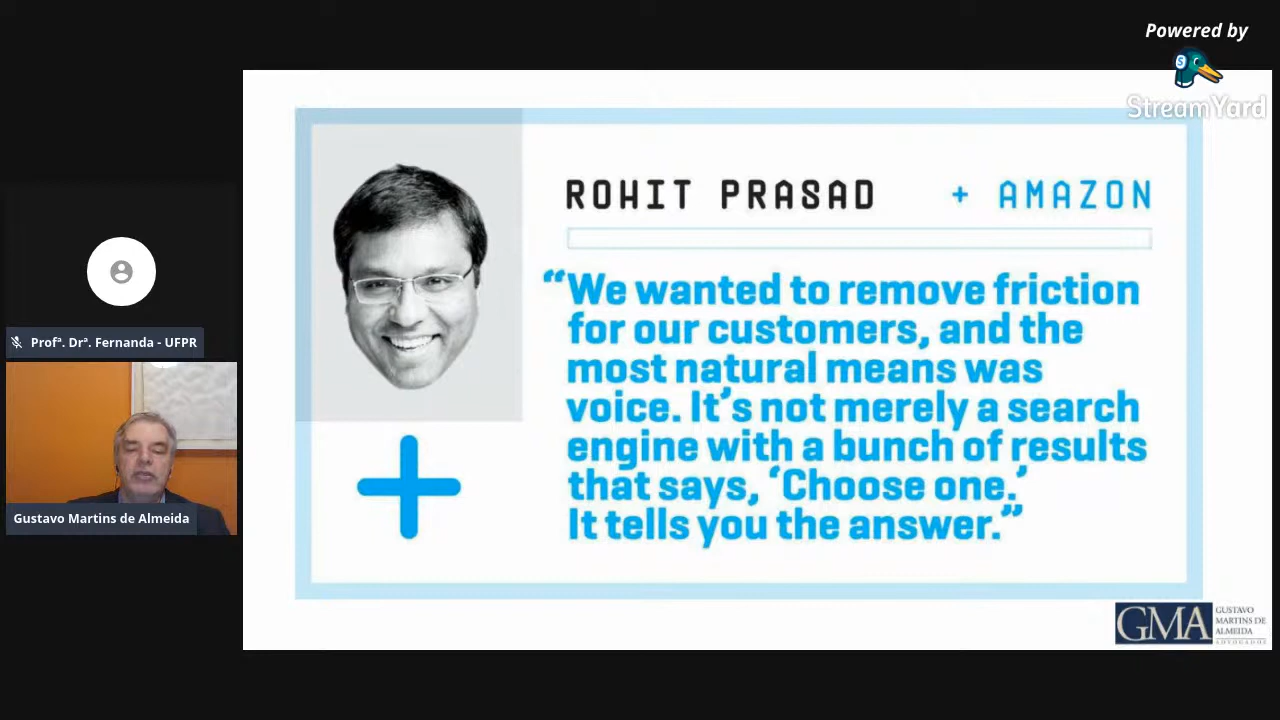 Powered by
StreamYard
ROHIT PRASAD + AMAZON
“We wanted to remove friction
for our customers, and the
most natural means was
voice. It’s not merely a search
engine with a bunch of results
that says, ‘Choose one.’
It tells you the answer.”
Profª. Drª. Fernanda - UFPR
Gustavo Martins de Almeida
GMA
GUSTAVO
MARTINS DE
ALMEIDA
ADVOGADOS